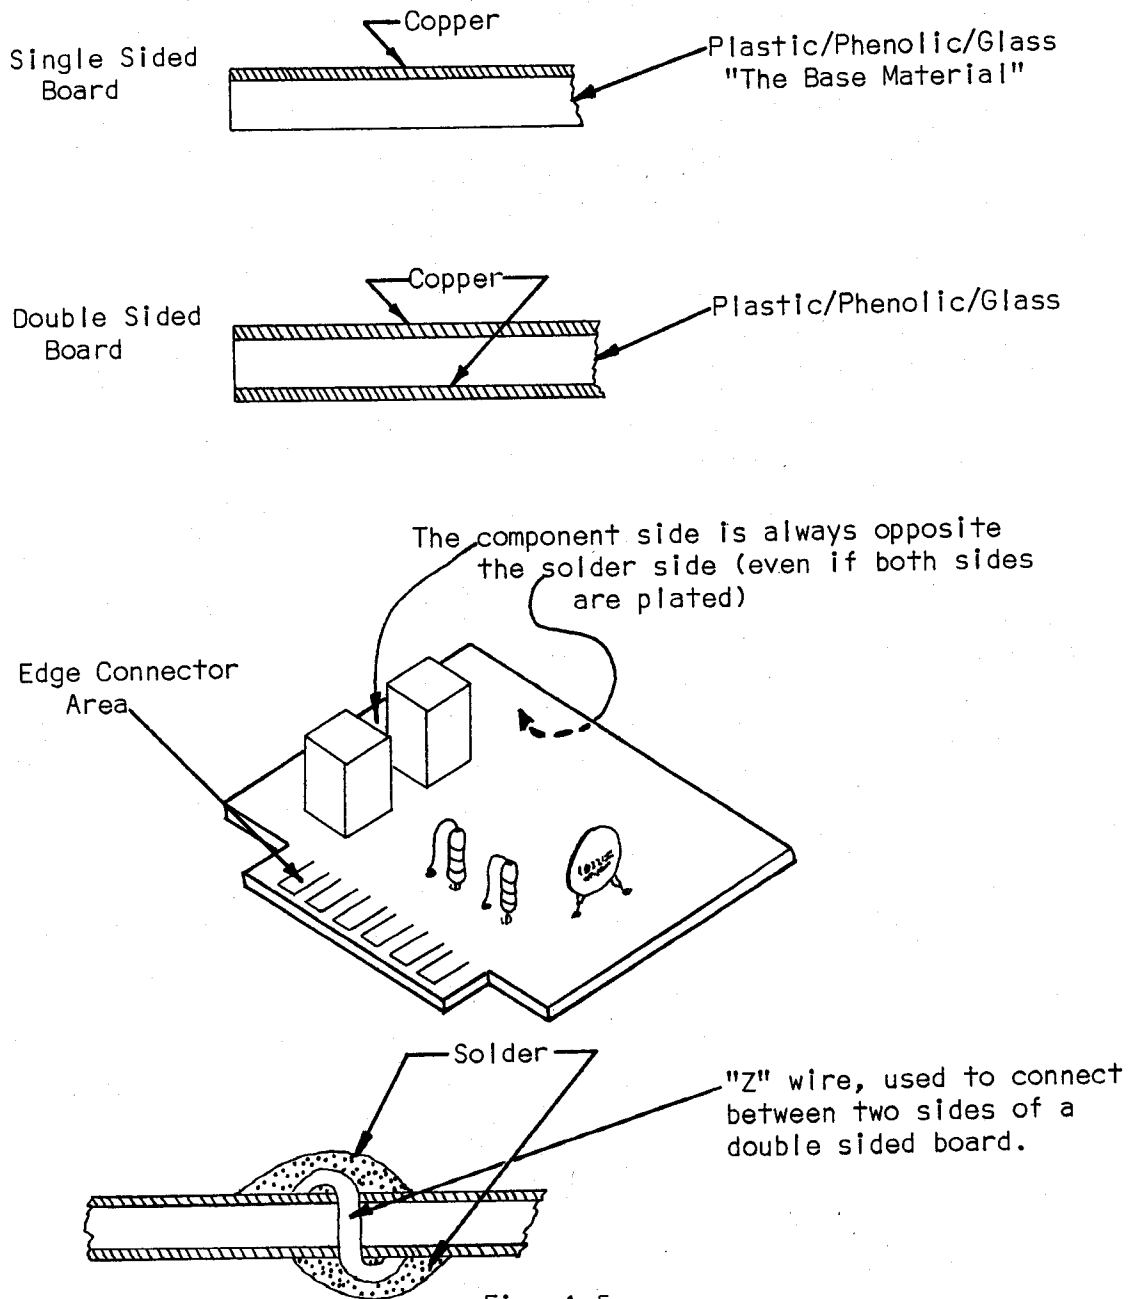 Copper
Single Sided
Board
Plastic/Phenolic/Glass
"The Base Material"
Copper
Double Sided
Board
Plastic/Phenolic/Glass
The component side is always opposite
the solder side (even if both sides
are plated)
Edge Connector
Area
Solder
"Z" wire, used to connect
between two sides of a
double sided board.